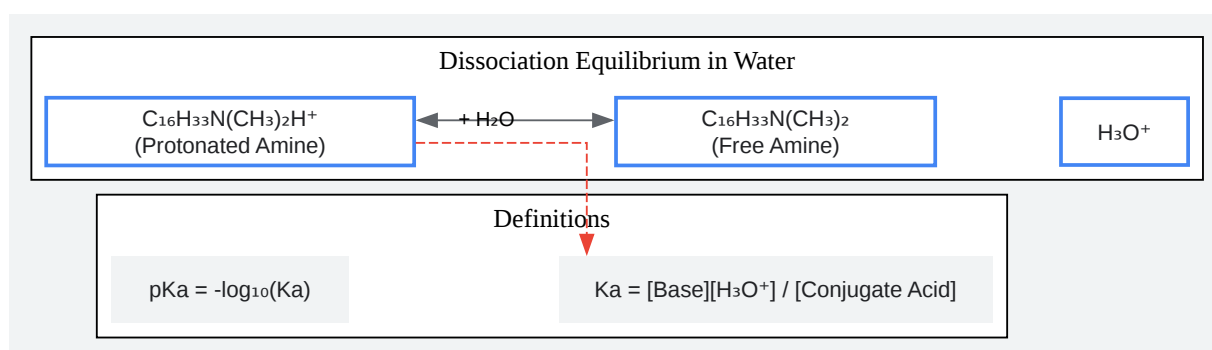 Dissociation Equilibrium in Water
C₁₆H₃₃N(CH₃)₂H⁺
(Protonated Amine)
+ H₂O
C₁₆H₃₃N(CH₃)₂
(Free Amine)
H₃O⁺
Definitions
pKa = -log₁₀(Ka)
Ka = [Base][H₃O⁺] / [Conjugate Acid]